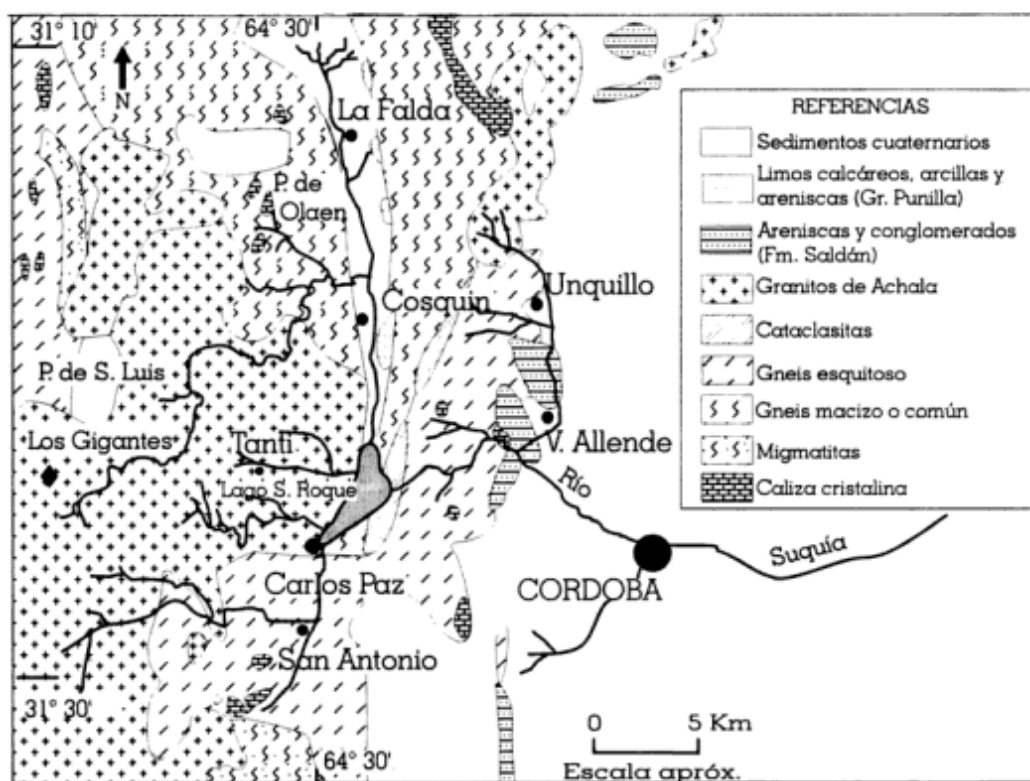 31° 10'
64° 30'
N
La Falda
P. de
Olaen
Cosquin
Unquillo
P. de S. Luis
Los Gigantes
Tanti
Lago S. Roque
V. Allende
Río
Suquía
Carlos Paz
CORDOBA
San Antonio
31° 30'
64° 30'
0 5 Km
Escala apróx.
REFERENCIAS
Sedimentos cuaternarios
Limos calcáreos, arcillas y
areniscas (Gr. Punilla)
Areniscas y conglomerados
(Fm. Saldán)
Granitos de Achala
Cataclasitas
Gneis esquitoso
Gneis macizo o común
Migmatitas
Caliza cristalina